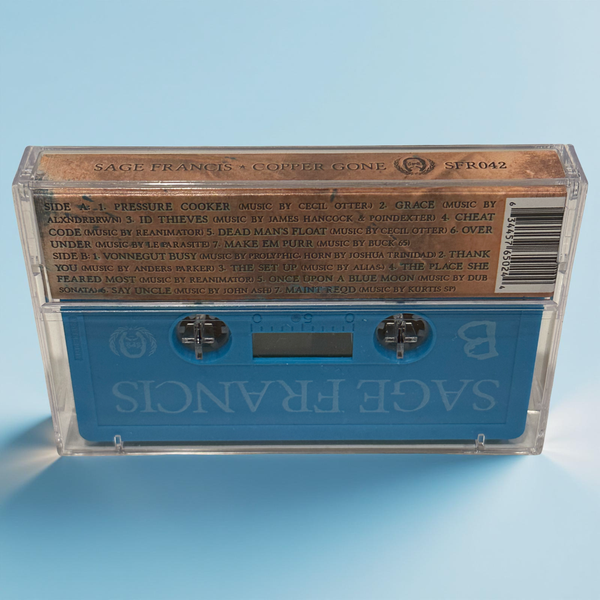 SAGE FRANCIS * COPPER GONE SFR042
SIDE A: 1. PRESSURE COOKER (MUSIC BY CECIL OTTER) 2. GRACE (MUSIC BY
ALXNDRBRWN) 3. ID THIEVES (MUSIC BY JAMES HANCOCK & POINDEXTER) 4. CHEAT
CODE (MUSIC BY REANIMATOR) 5. DEAD MAN'S FLOAT (MUSIC BY CECIL OTTER) 6. OVER
UNDER (MUSIC BY LE PARASITE) 7. MAKE EM PURR (MUSIC BY BUCK 65)
SIDE B: 1. VONNEGUT BUSY (MUSIC BY PROLYPHIC, HORN BY JOSHUA TRINIDAD) 2. THANK
YOU (MUSIC BY ANDERS PARKER) 3. THE SET UP (MUSIC BY ALIAS) 4. THE PLACE SHE
FEARED MOST (MUSIC BY REANIMATOR) 5. ONCE UPON A BLUE MOON (MUSIC BY DUB
SONATA) 6. SAY UNCLE (MUSIC BY JOHN ASH) 7. MAINT REQD (MUSIC BY KURTIS SP)
6 34457 65024 4
0 50
B
SAGE FRANCIS